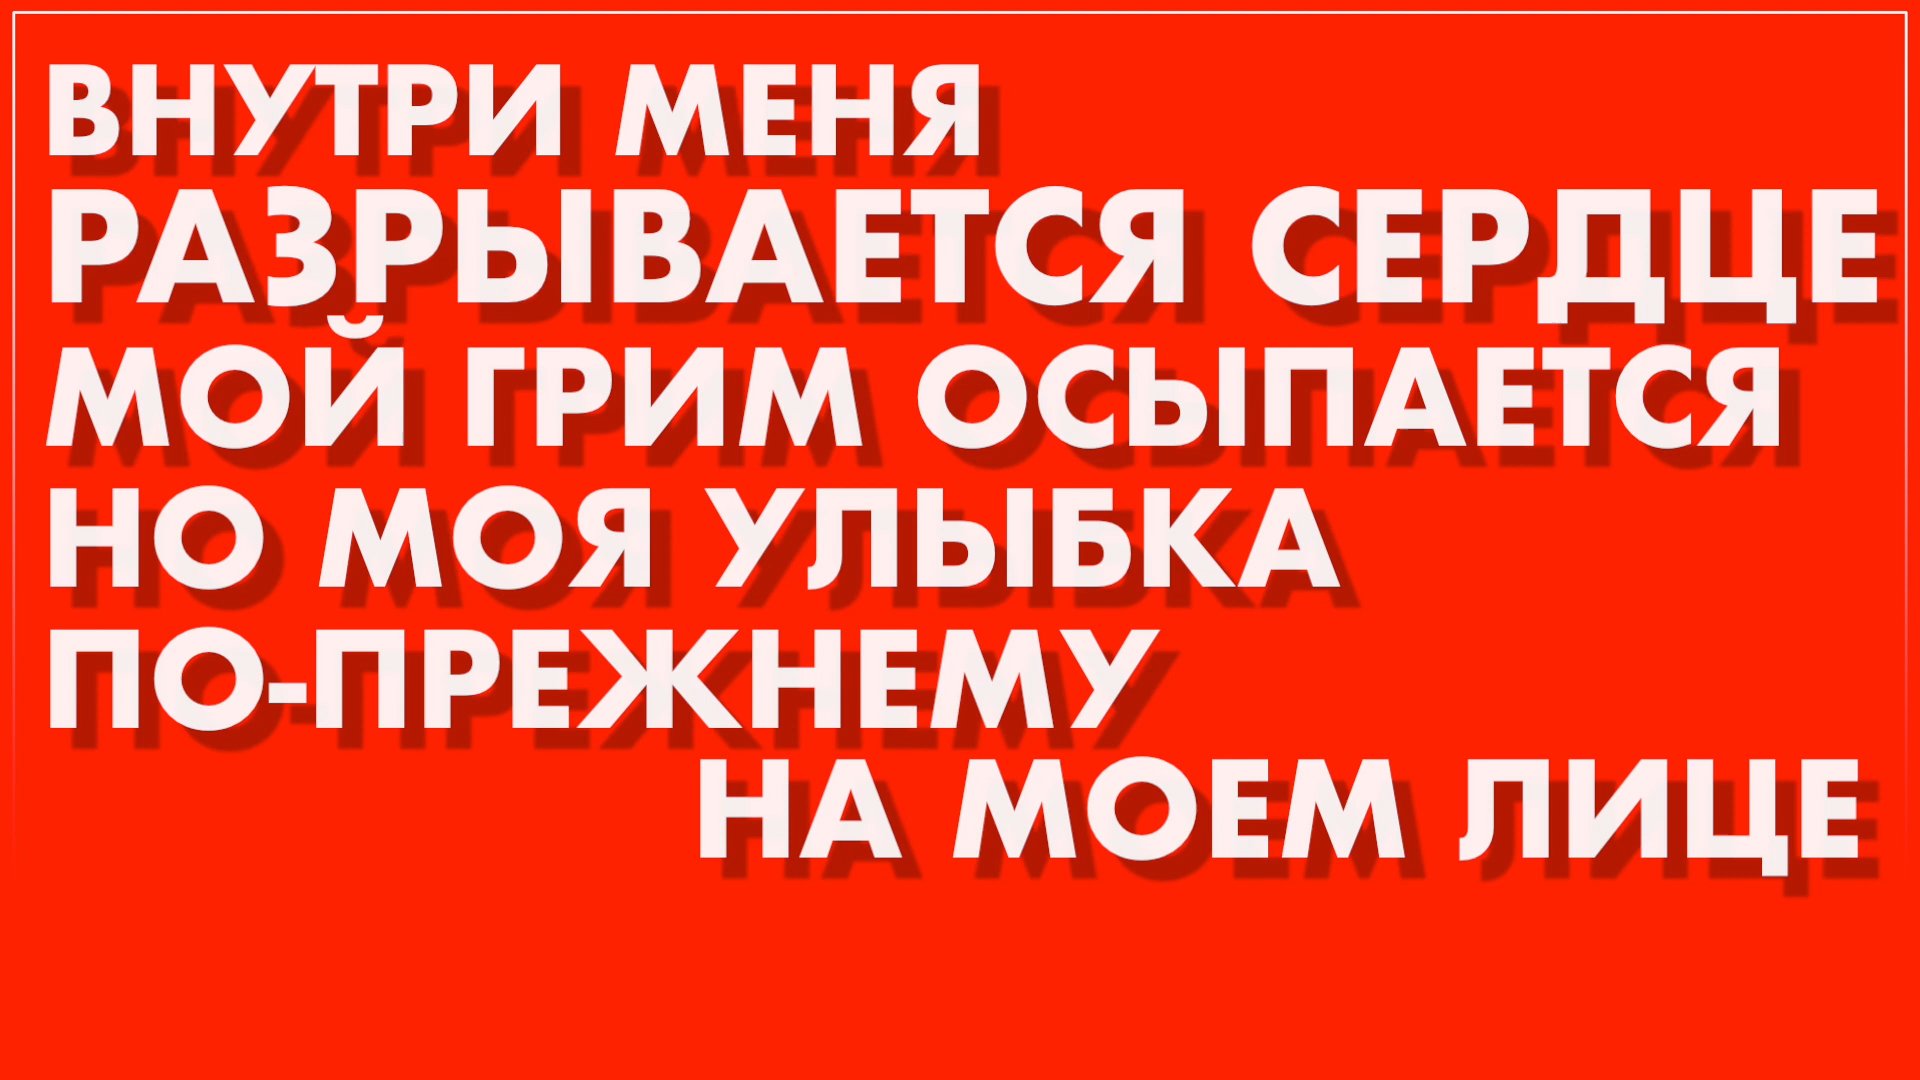 ВНУТРИ МЕНЯ
РАЗРЫВАЕТСЯ СЕРДЦЕ
МОЙ ГРИМ ОСЫПАЕТСЯ
НО МОЯ УЛЫБКА
ПО-ПРЕЖНЕМУ
НА МОЕМ ЛИЦЕ